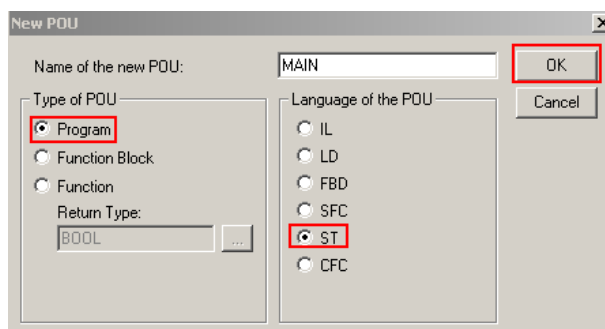 New POU
Name of the new POU:
MAIN
OK
Cancel
Type of POU
Program
Function Block
Function
Return Type:
BOOL
...
Language of the POU
IL
LD
FBD
SFC
ST
CFC